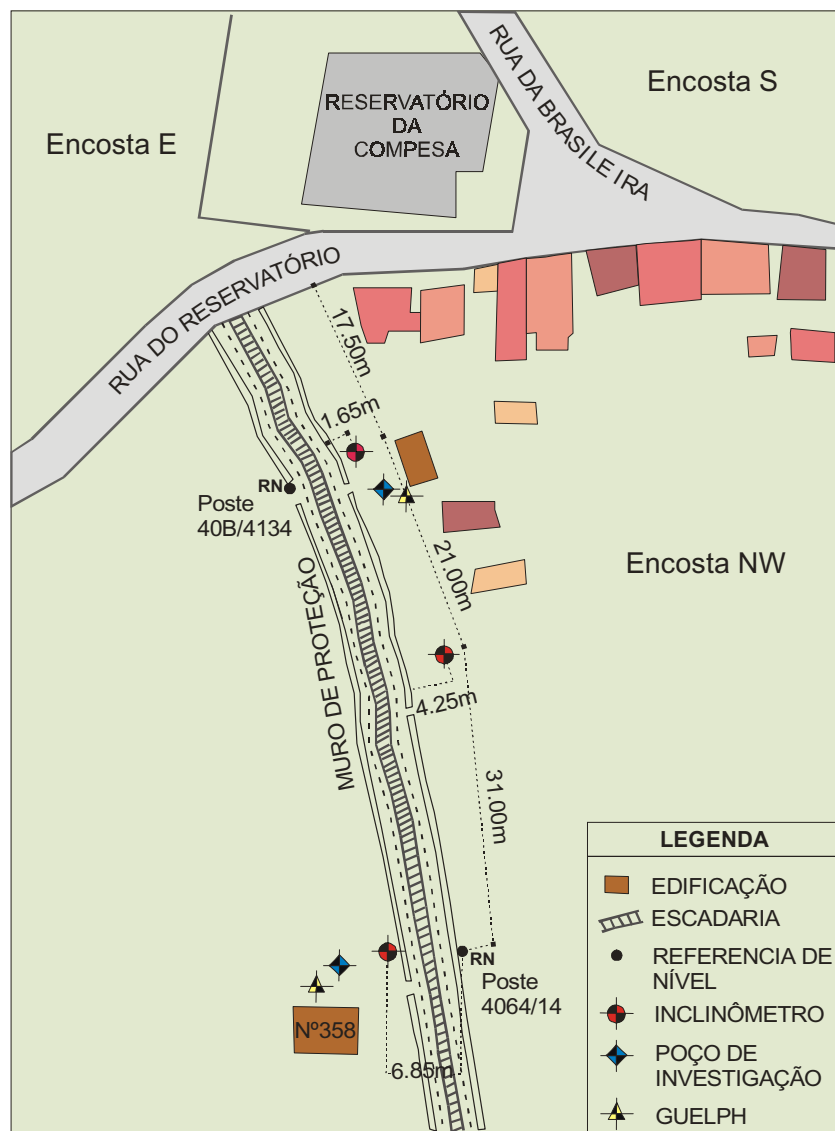 Encosta S
RUA DA BRASILEIRA
RESERVATÓRIO
DA
COMPESA
Encosta E
RUA DO RESERVATÓRIO
17.50m
1.65m
RN
Poste
40B/4134
21.00m
Encosta NW
MURO DE PROTEÇÃO
4.25m
31.00m
RN
Poste
4064/14
Nº358
6.85m
LEGENDA
EDIFICAÇÃO
ESCADARIA
REFERENCIA DE
NÍVEL
INCLINÔMETRO
POÇO DE
INVESTIGAÇÃO
GUELPH